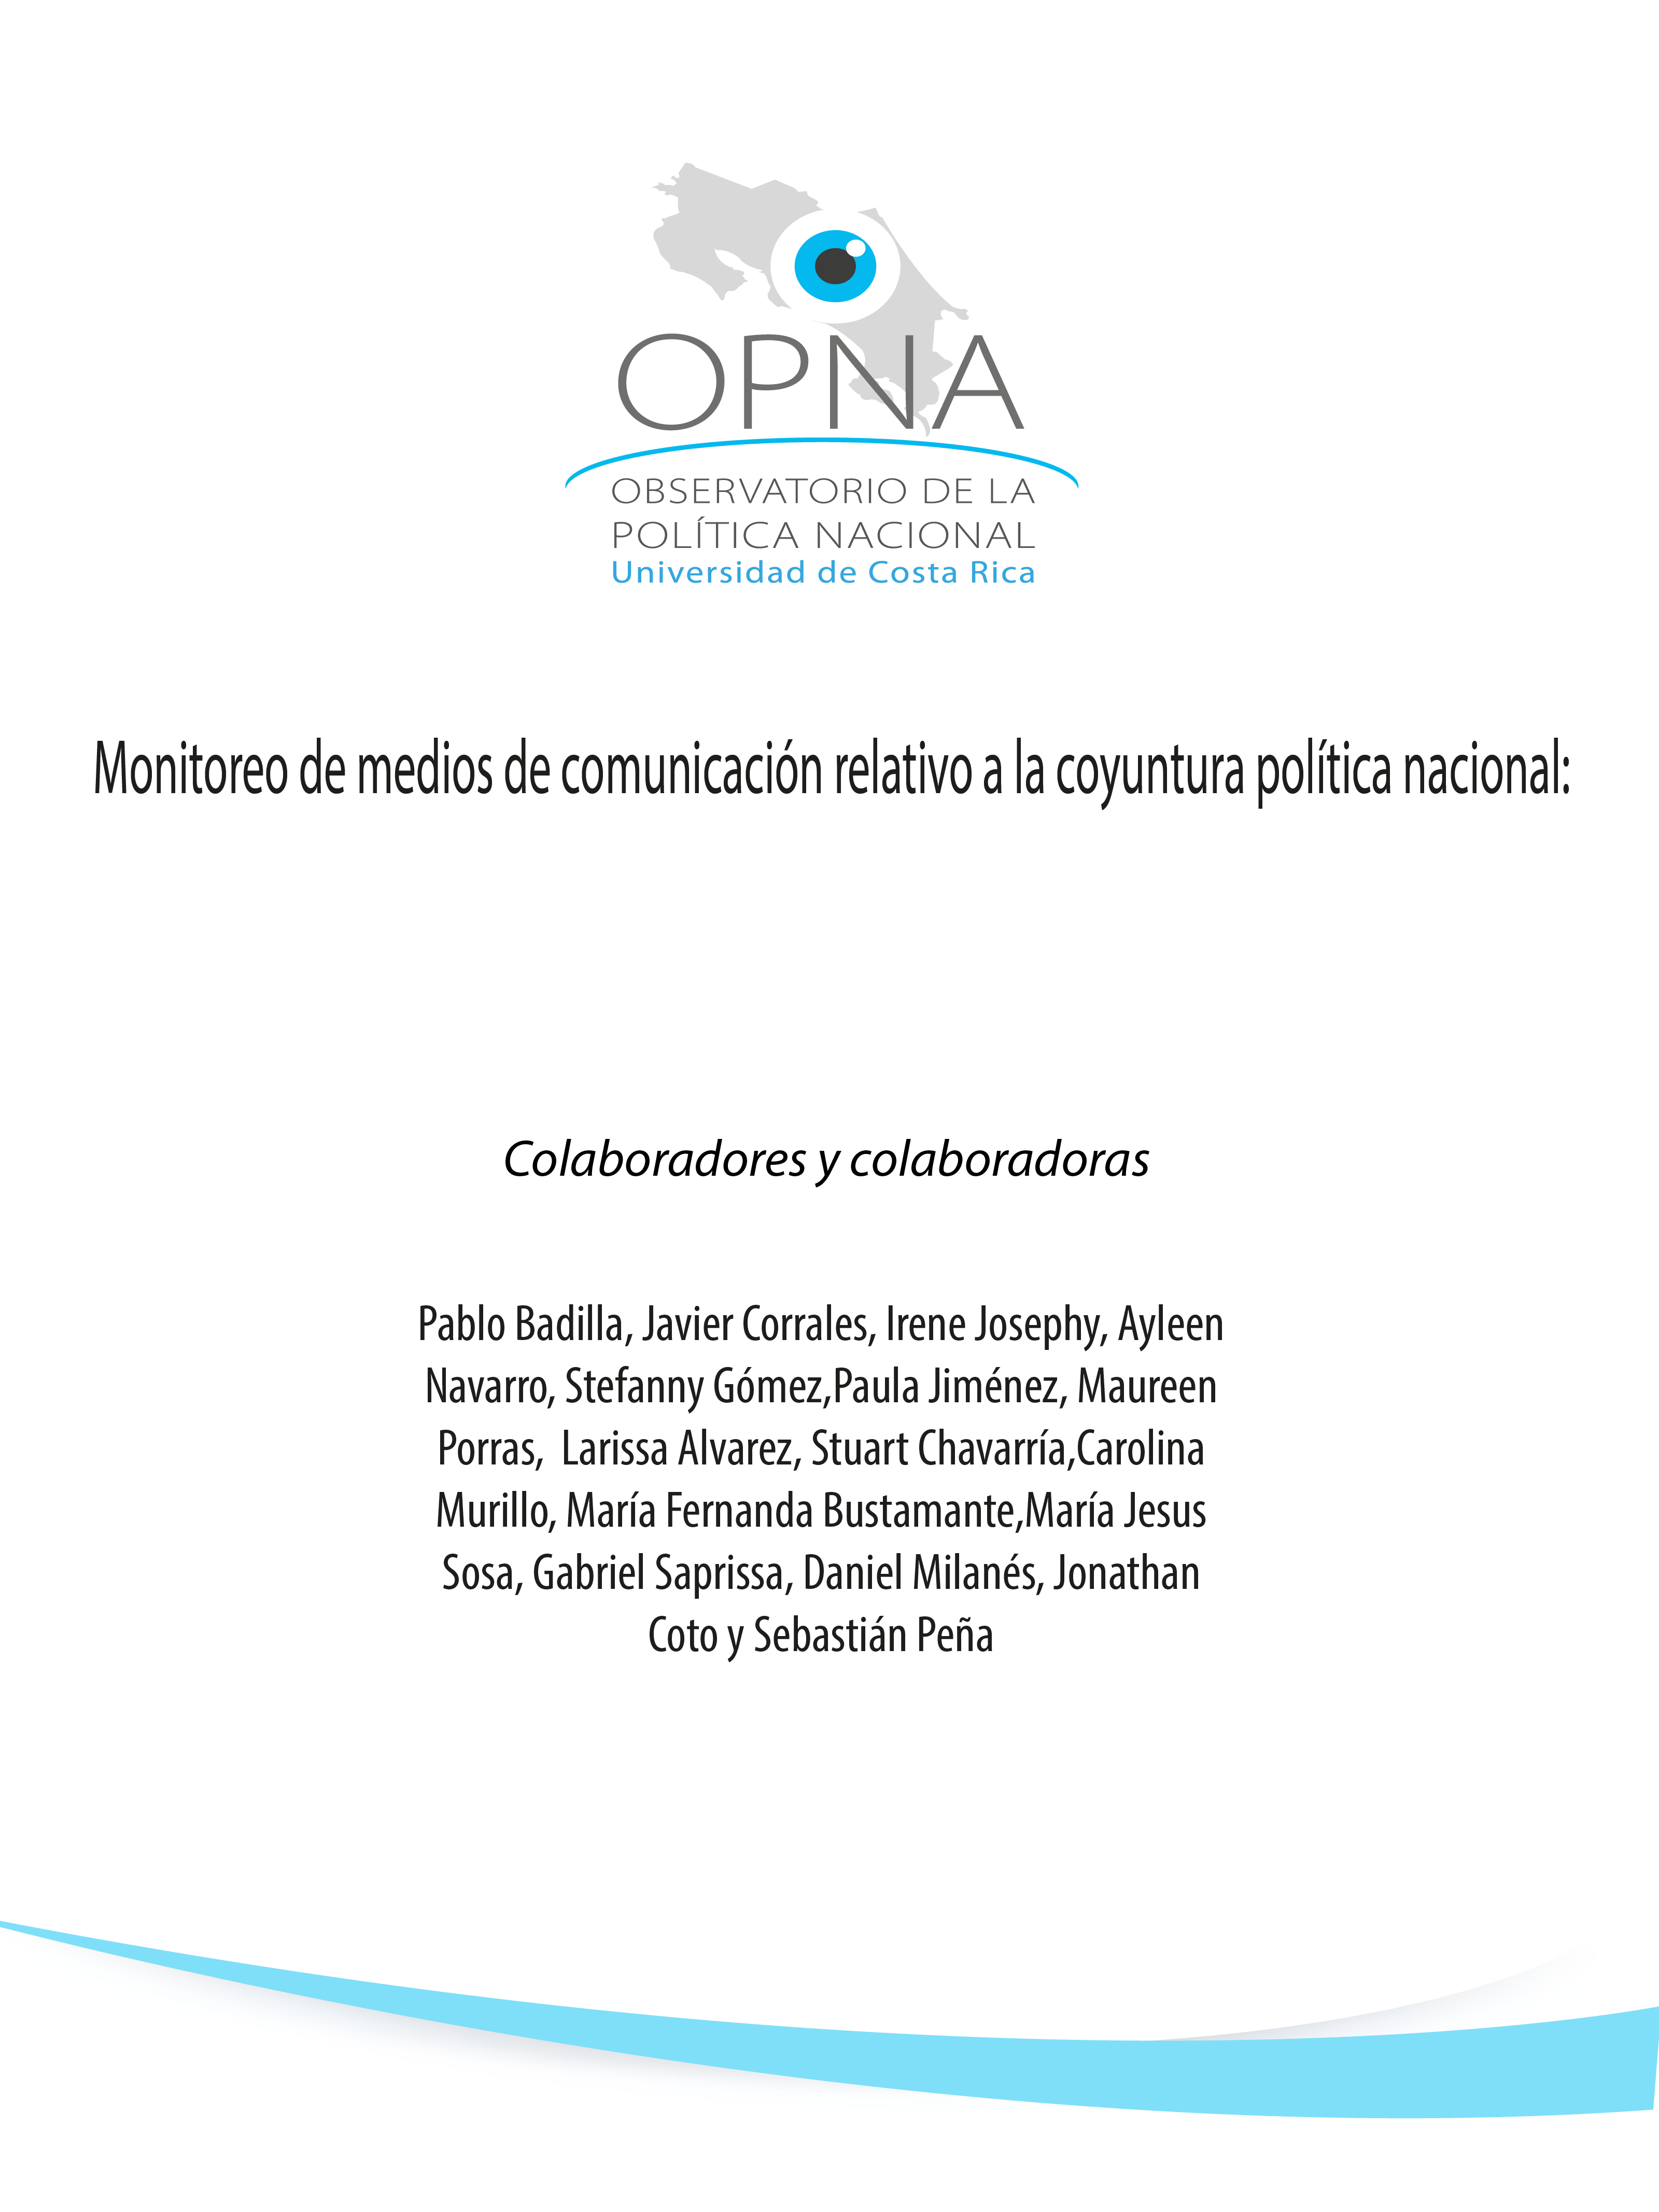 OPNA
OBSERVATORIO DE LA
POLÍTICA NACIONAL
Universidad de Costa Rica
Monitoreo de medios de comunicación relativo a la coyuntura política nacional:
Colaboradores y colaboradoras
Pablo Badilla, Javier Corrales, Irene Josephy, Ayleen
Navarro, Stefanny Gómez,Paula Jiménez, Maureen
Porras,  Larissa Alvarez, Stuart Chavarría,Carolina
Murillo, María Fernanda Bustamante,María Jesus
Sosa, Gabriel Saprissa, Daniel Milanés, Jonathan
Coto y Sebastián Peña